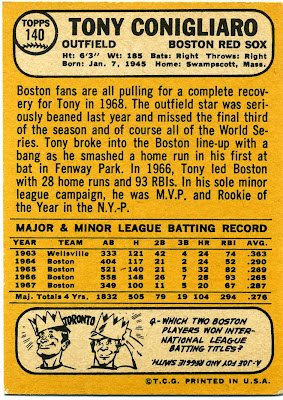 TOPPS
140
TONY CONIGLIARO
OUTFIELD BOSTON RED SOX
Ht: 6'3" Wt: 185 Bats: Right Throws: Right
Born: Jan. 7, 1945 Home: Swampscott, Mass.
Boston fans are all pulling for a complete recov-
ery for Tony in 1968. The outfield star was seri-
ously beaned last year and missed the final third
of the season and of course all of the World Se-
ries. Tony broke into the Boston line-up with a
bang as he smashed a home run in his first at
bat in Fenway Park. In 1966, Tony led Boston
with 28 home runs and 93 RBIs. In his sole minor
league campaign, he was M.V.P. and Rookie of
the Year in the N.Y.-P.
MAJOR & MINOR LEAGUE BATTING RECORD
YEAR TEAM AB H 2B 3B HR RBI AVG.
1963 Wellsville 333 121 42 4 24 74 .363
1964 Boston 404 117 21 2 24 52 .290
1965 Boston 521 140 21 5 32 82 .269
1966 Boston 558 148 26 7 28 93 .265
1967 Boston 349 100 11 5 20 67 .287
Maj. Totals 4 Yrs. 1832 505 79 19 104 294 .276
TORONTO
Q-WHICH TWO BOSTON
PLAYERS WON INTER-
NATIONAL LEAGUE
BATTING TITLES?
A-JOE FOY AND REGGIE SMITH.
© T.C.G. PRINTED IN U.S.A.